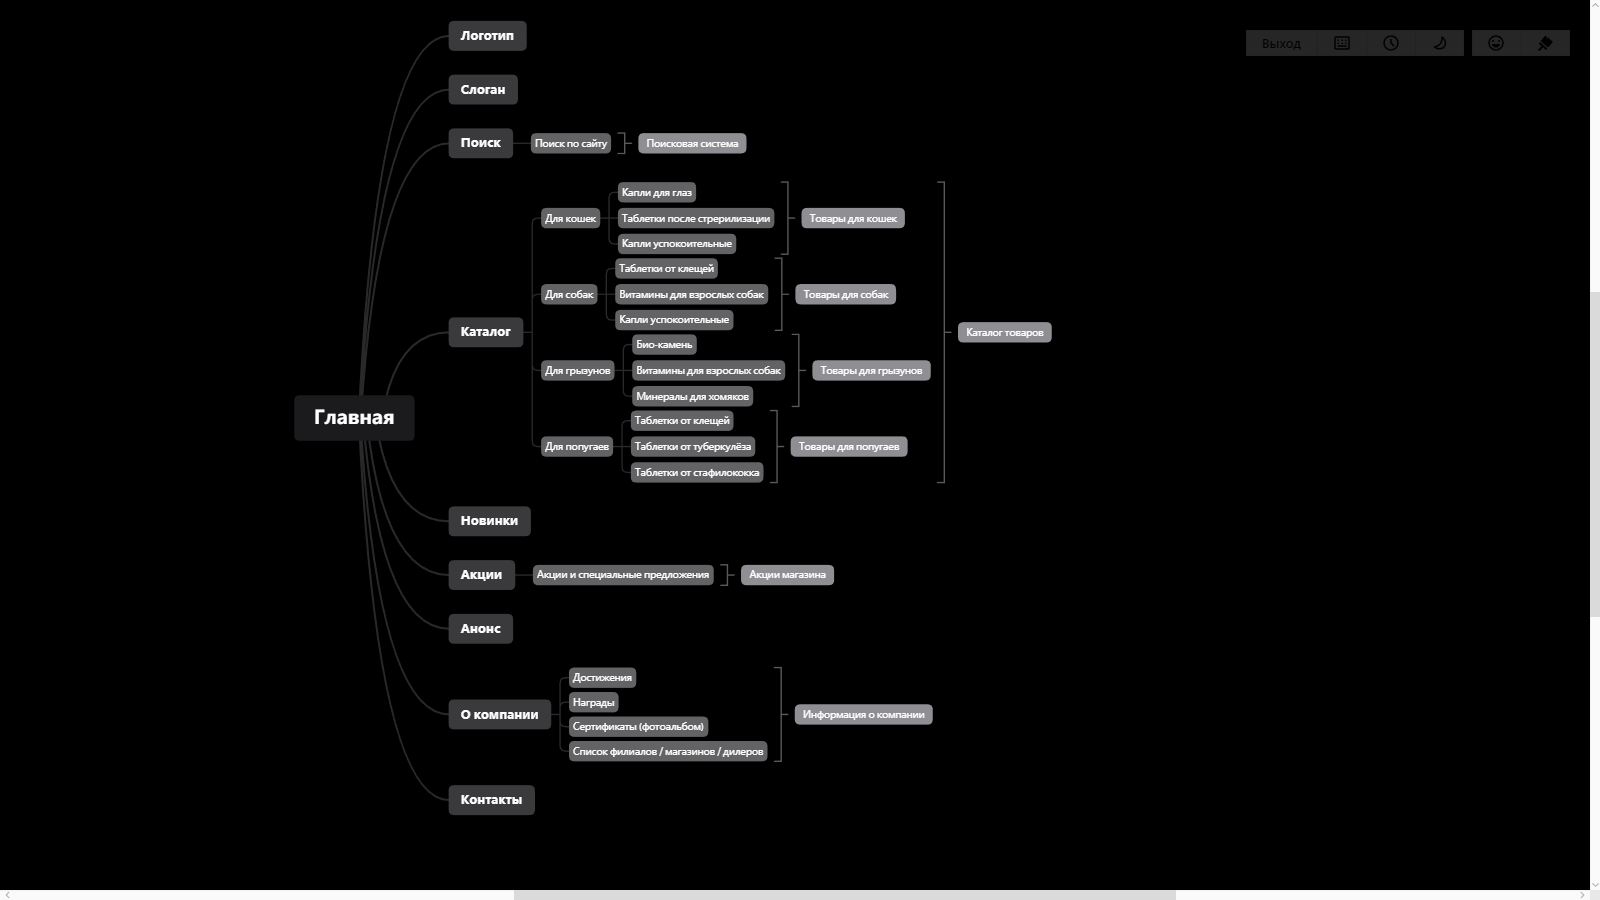 Логотип
Выход
Слоган
Поиск
Поиск по сайту
Поисковая система
Каталог
Для кошек
Капли для глаз
Таблетки после стрерилизации
Капли успокоительные
Товары для кошек
Для собак
Таблетки от клещей
Витамины для взрослых собак
Капли успокоительные
Товары для собак
Для грызунов
Био-камень
Витамины для взрослых собак
Минералы для хомяков
Товары для грызунов
Для попугаев
Таблетки от клещей
Таблетки от туберкулёза
Таблетки от стафилококка
Товары для попугаев
Каталог товаров
Главная
Новинки
Акции
Акции и специальные предложения
Акции магазина
Анонс
О компании
Достижения
Награды
Сертификаты (фотоальбом)
Список филиалов / магазинов / дилеров
Информация о компании
Контакты